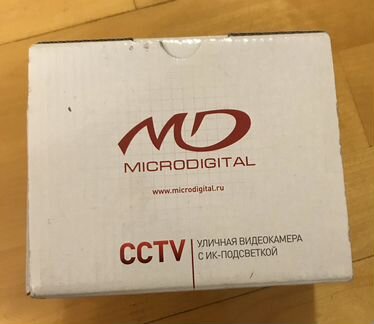 MD
MICRODIGITAL
www.microdigital.ru
CCTV
УЛИЧНАЯ ВИДЕОКАМЕРА
С ИК-ПОДСВЕТКОЙ